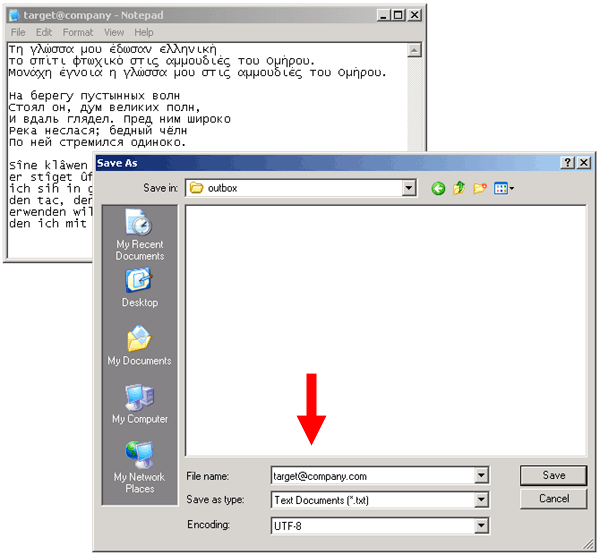 target@company - Notepad
File Edit Format View Help
Τη γλώσσα μου έδωσαν ελληνική
το σπίτι φτωχικό στις αμμουδιές του Ομήρου.
Μονάχη έγνοια η γλώσσα μου στις αμμουδιές του Ομήρου.
На берегу пустынных волн
Стоял он, дум великих полн,
И вдаль глядел. Пред ним широко
Река неслася; бедный чёлн
По ней стремился одиноко.
Sîne klâwen
er stîget ûf
ich sih in g
den tac, der
erwenden wil
den ich mit
Save As
Save in: outbox
My Recent
Documents
Desktop
My Documents
My Computer
My Network
Places
File name: target@company.com Save
Save as type: Text Documents (*.txt) Cancel
Encoding: UTF-8